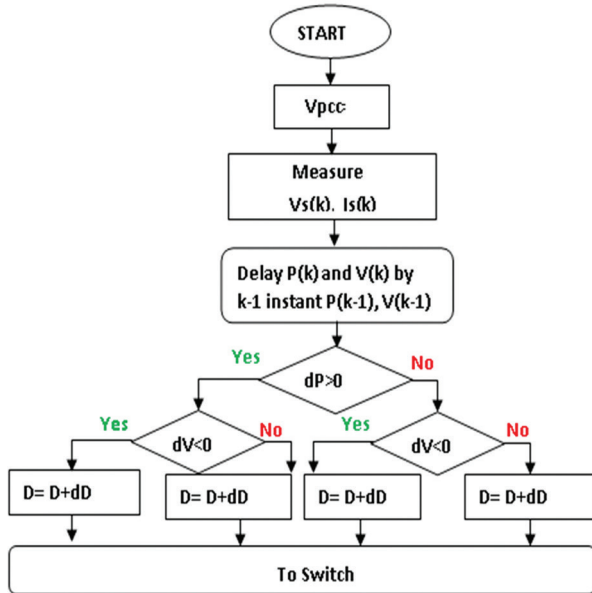 START
Vpcc
Measure
Vs(k). Is(k)
Delay P(k) and V(k) by
k-1 instant P(k-1), V(k-1)
Yes
No
dP>0
Yes
No
Yes
No
dV<0
dV<0
D= D+dD
D= D+dD
D= D+dD
D= D+dD
To Switch